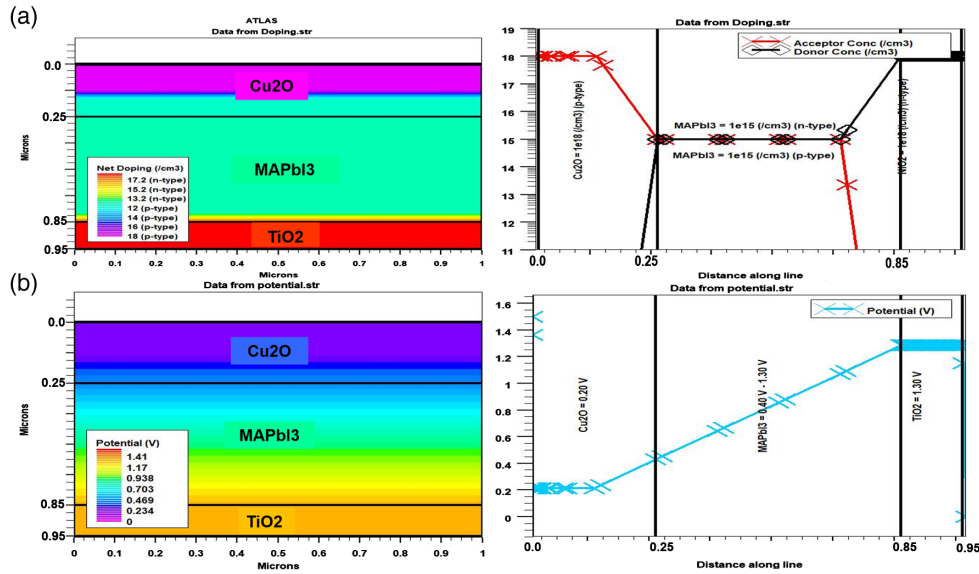 (a)
ATLAS
Data from Doping.str
0.0
0.25
0.85
0.95
Microns
Cu2O
MAPbI3
TiO2
Net Doping (/cm3)
17.2 (n-type)
15.2 (n-type)
13.2 (n-type)
12 (p-type)
14 (p-type)
16 (p-type)
18 (p-type)
0 0.1 0.2 0.3 0.4 0.5 0.6 0.7 0.8 0.9 1
Microns
Data from Doping.str
Acceptor Conc (/cm3)
Donor Conc (/cm3)
19
18
17
16
15
14
13
12
11
Cu2O = 1e18 (/cm3) (p-type)
MAPbI3 = 1e15 (/cm3) (n-type)
MAPbI3 = 1e15 (/cm3) (p-type)
= 1e18 (/cm3) (n-type)
0.0 0.25 0.85
Distance along line
(b)
Data from potential.str
0.0
0.25
0.85
0.95
Microns
Cu2O
MAPbI3
TiO2
Potential (V)
1.41
1.17
0.938
0.703
0.469
0.234
0
0 0.1 0.2 0.3 0.4 0.5 0.6 0.7 0.8 0.9 1
Microns
Data from potential.str
Potential (V)
1.6
1.4
1.2
1
0.8
0.6
0.4
0.2
0
Cu2O = 0.20 V
MAPbI3 = 0.40 V - 1.30 V
TiO2 = 1.30 V
0.0 0.25 0.85 0.95
Distance along line